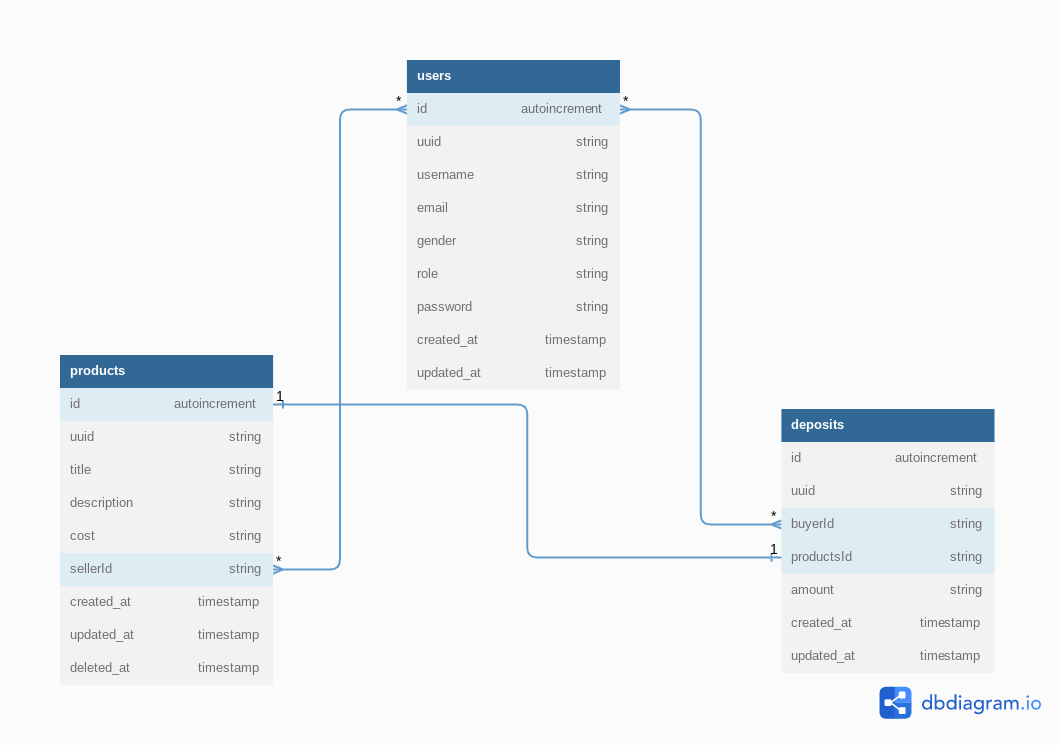 users
* id autoincrement *
uuid string
username string
email string
gender string
role string
password string
created_at timestamp
updated_at timestamp
products
id autoincrement 1
uuid string
title string
description string
cost string
sellerId string *
created_at timestamp
updated_at timestamp
deleted_at timestamp
deposits
id autoincrement
uuid string
* buyerId string
1 productsId string
amount string
created_at timestamp
updated_at timestamp
dbdiagram.io